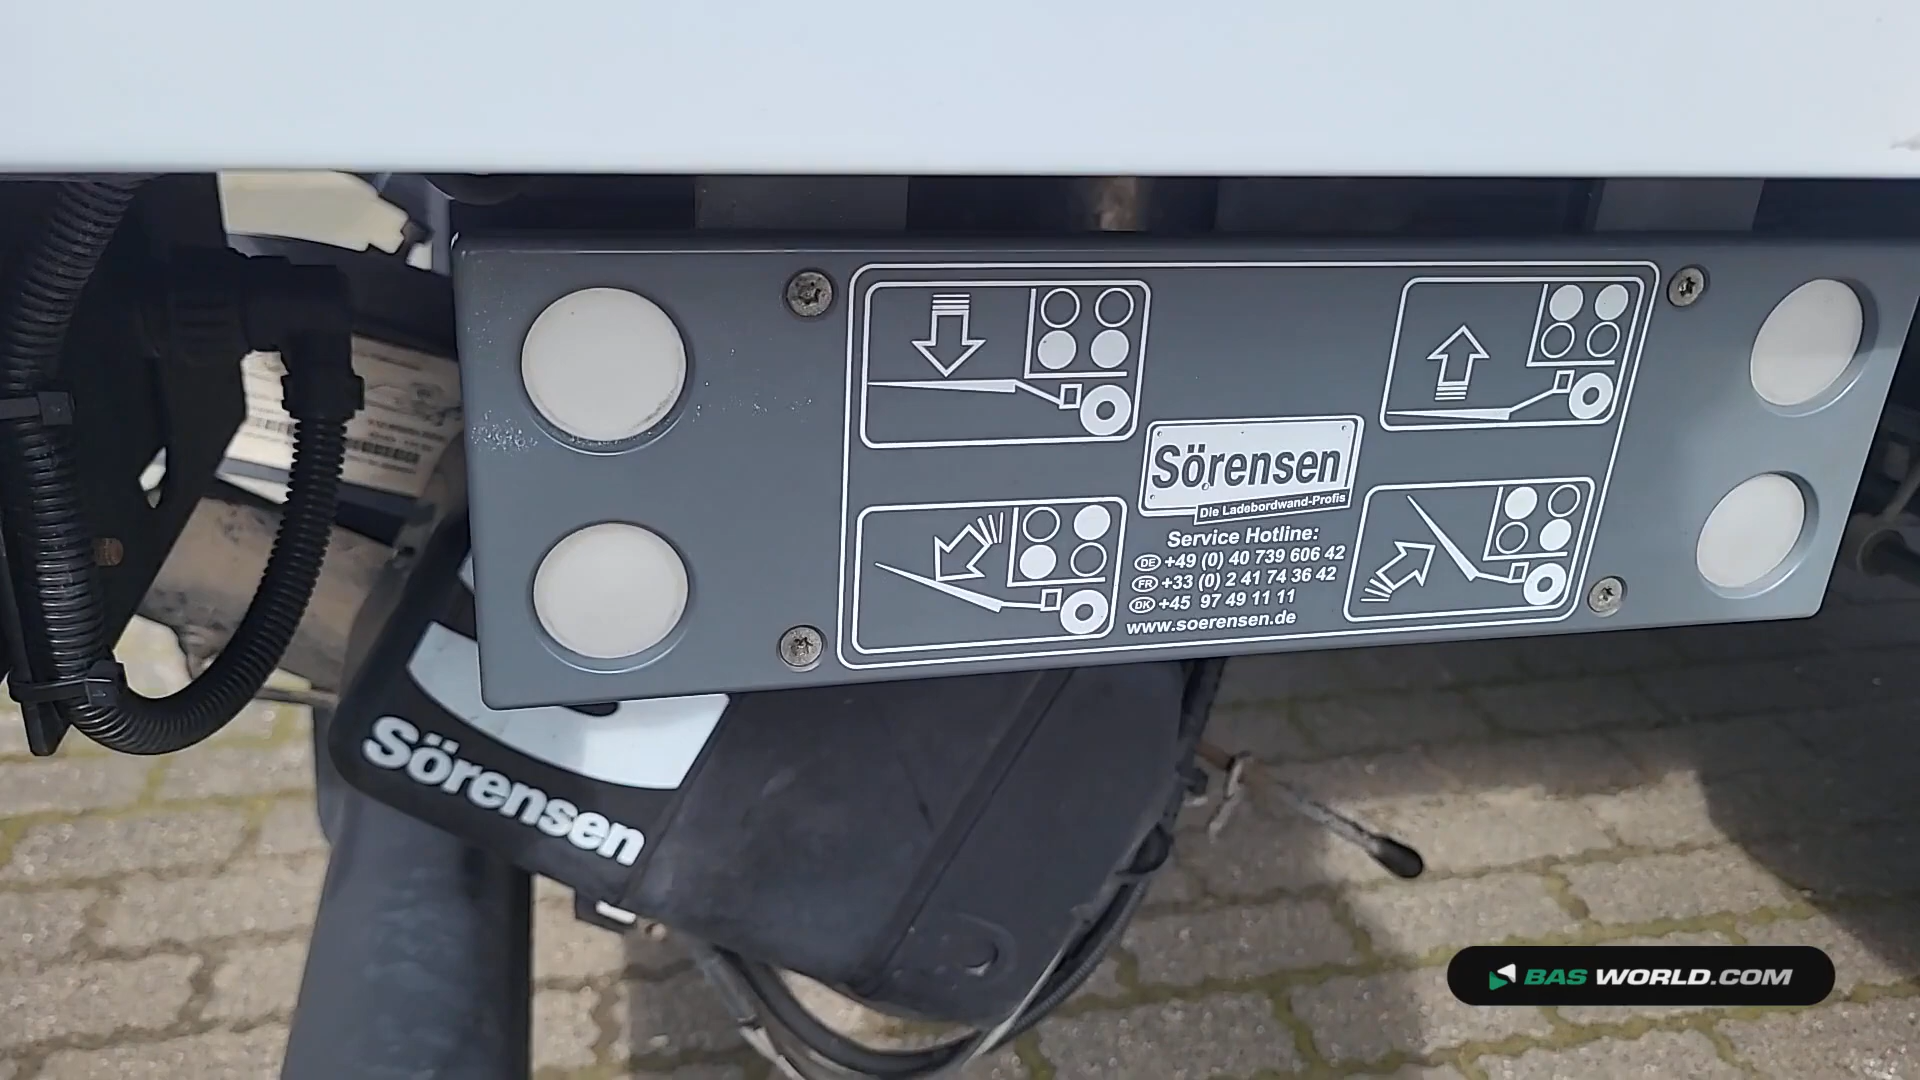 Sörensen
Die Ladebordwand-Profis
Service Hotline:
DE +49 (0) 40 739 606 42
FR +33 (0) 2 41 74 36 42
DK +45 97 49 11 11
www.soerensen.de
Sörensen
BAS WORLD.COM